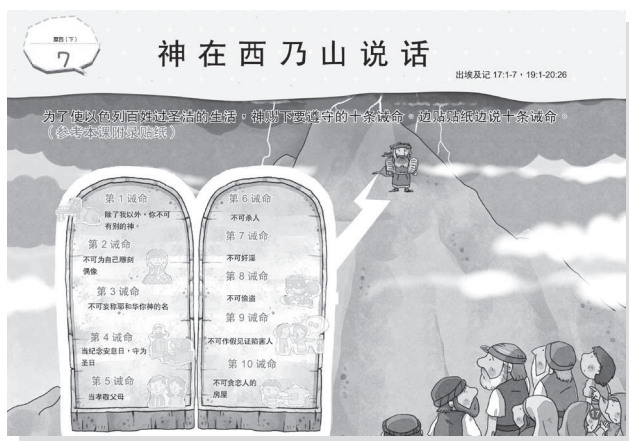 摩西（下）
7
神在西乃山说话
出埃及记 17:1-7，19:1-20:26
为了使以色列百姓过圣洁的生活，神赐下要遵守的十条诫命。边贴贴纸边说十条诫命。
（参考本课附录贴纸）
第 1 诫命
除了我以外，你不可
有别的神。
第 2 诫命
不可为自己雕刻
偶像
第 3 诫命
不可妄称耶和华你神的名
第 4 诫命
当纪念安息日，守为
圣日
第 5 诫命
当孝敬父母
第 6 诫命
不可杀人
第 7 诫命
不可奸淫
第 8 诫命
不可偷盗
第 9 诫命
不可作假见证陷害人
第 10 诫命
不可贪恋人的
房屋